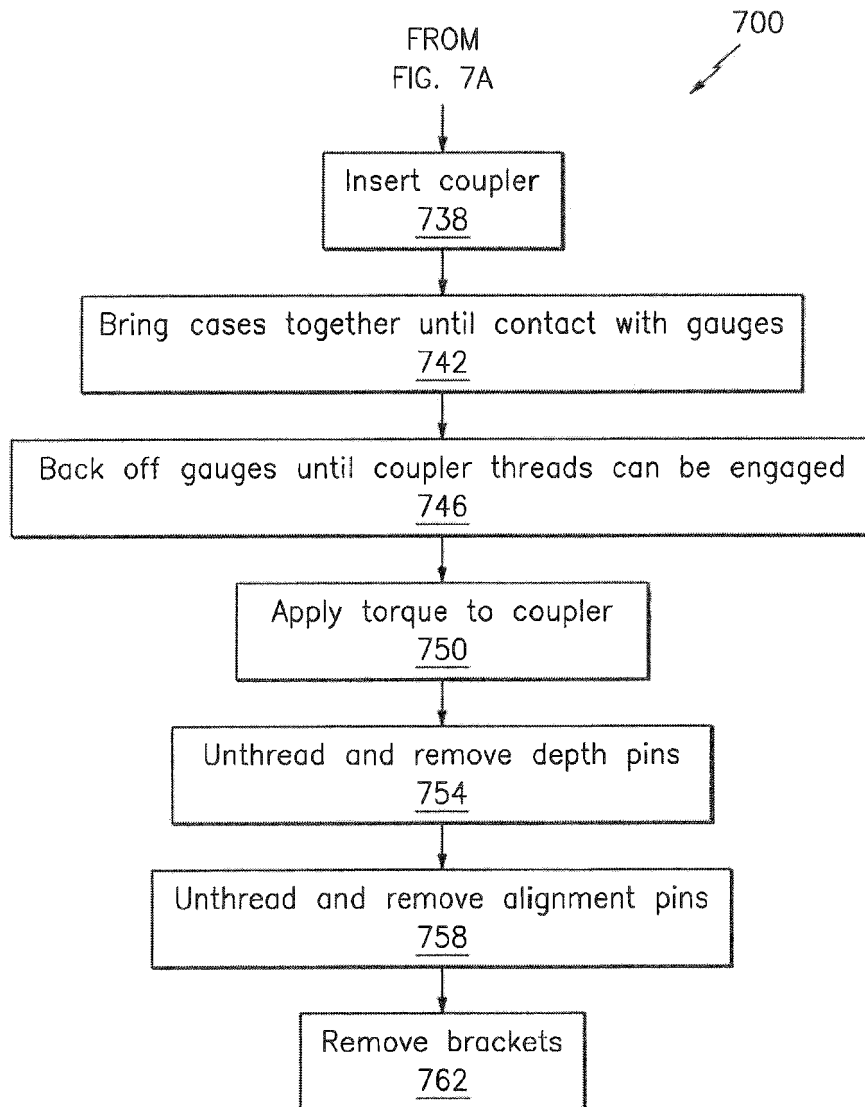 700
FROM
FIG. 7A
Insert coupler
738
Bring cases together until contact with gauges
742
Back off gauges until coupler threads can be engaged
746
Apply torque to coupler
750
Unthread and remove depth pins
754
Unthread and remove alignment pins
758
Remove brackets
762